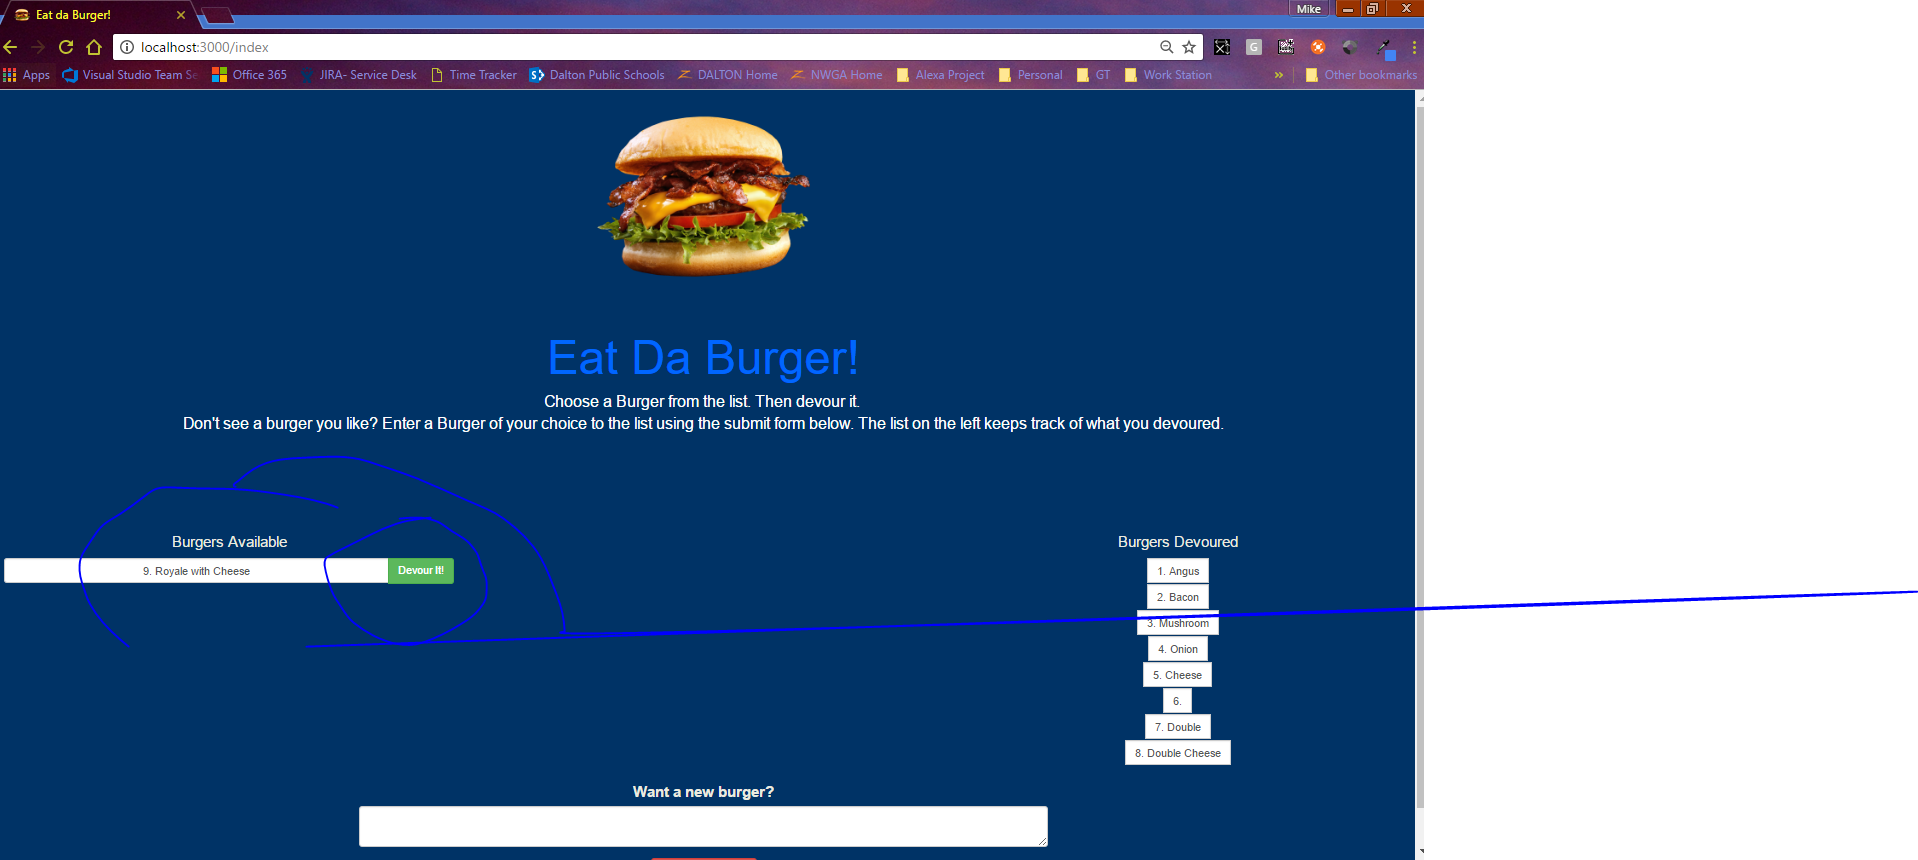 Eat da Burger!
Mike
localhost:3000/index
Apps Visual Studio Team Se Office 365 JIRA- Service Desk Time Tracker Dalton Public Schools DALTON Home NWGA Home Alexa Project Personal GT Work Station » Other bookmarks
Eat Da Burger!
Choose a Burger from the list. Then devour it.
Don't see a burger you like? Enter a Burger of your choice to the list using the submit form below. The list on the left keeps track of what you devoured.
Burgers Available
9. Royale with Cheese Devour It!
Burgers Devoured
1. Angus
2. Bacon
3. Mushroom
4. Onion
5. Cheese
6.
7. Double
8. Double Cheese
Want a new burger?